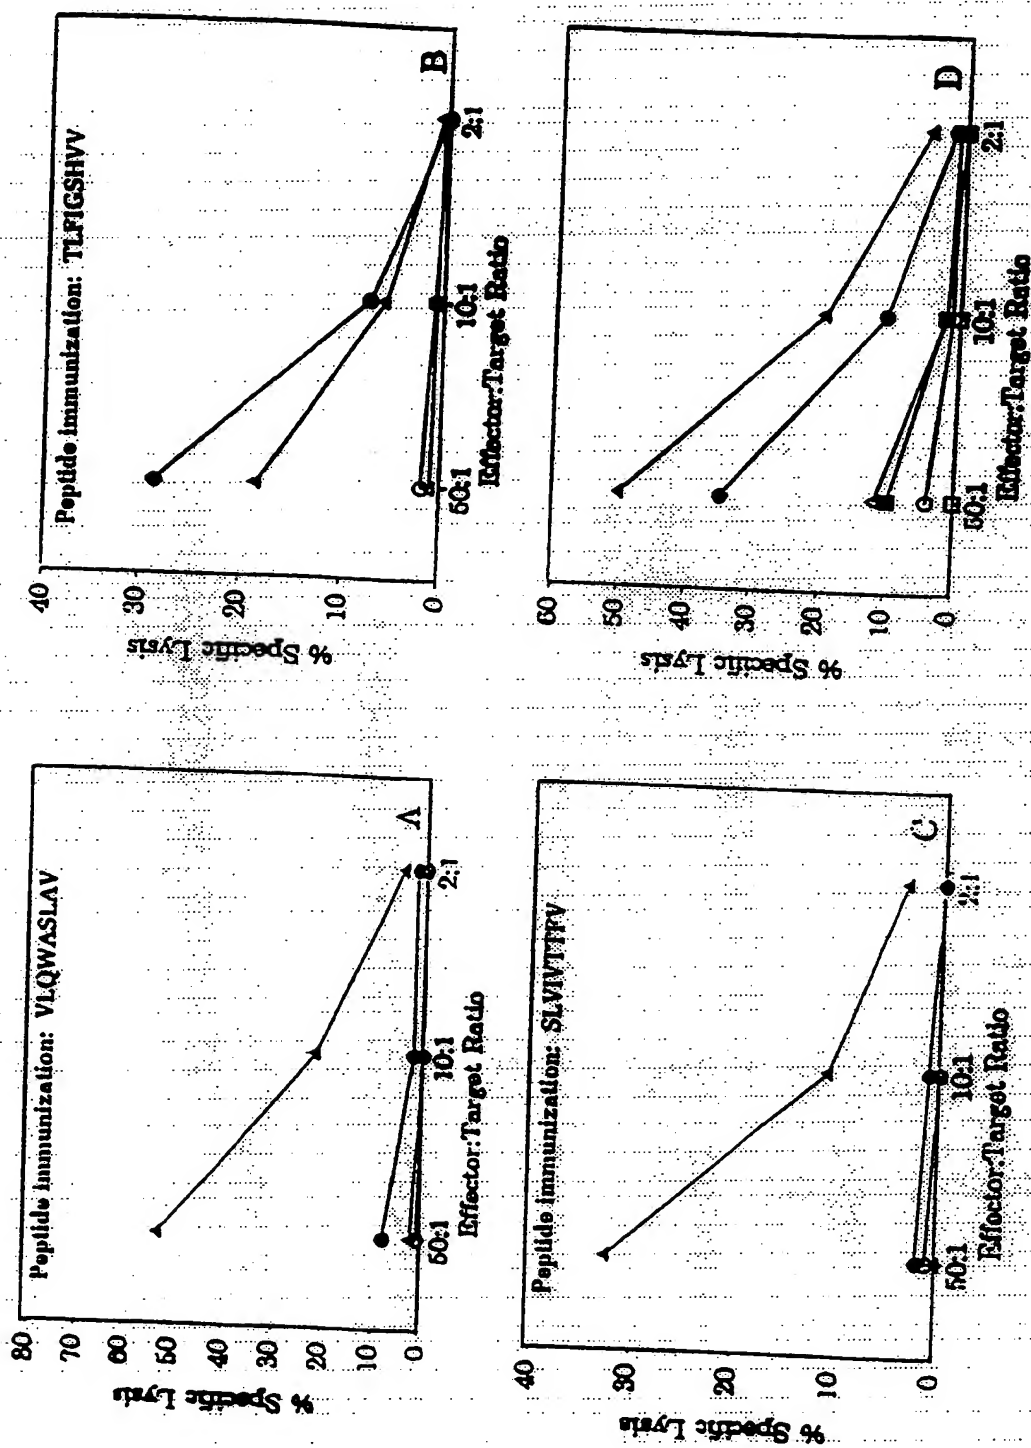 Peptide immunization: VLQWASLAV
80
70
60
50
40
30
20
10
0
% Specific Lysis
A
50:1
10:1
2:1
Effector:Target Ratio
Peptide immunization: TLFIGSHVV
40
30
20
10
0
% Specific Lysis
B
50:1
10:1
2:1
Effector:Target Ratio
Peptide immunization: SLVIVTTFV
40
30
20
10
0
% Specific Lysis
C
50:1
10:1
2:1
Effector:Target Ratio
60
50
40
30
20
10
0
% Specific Lysis
D
50:1
10:1
2:1
Effector:Target Ratio